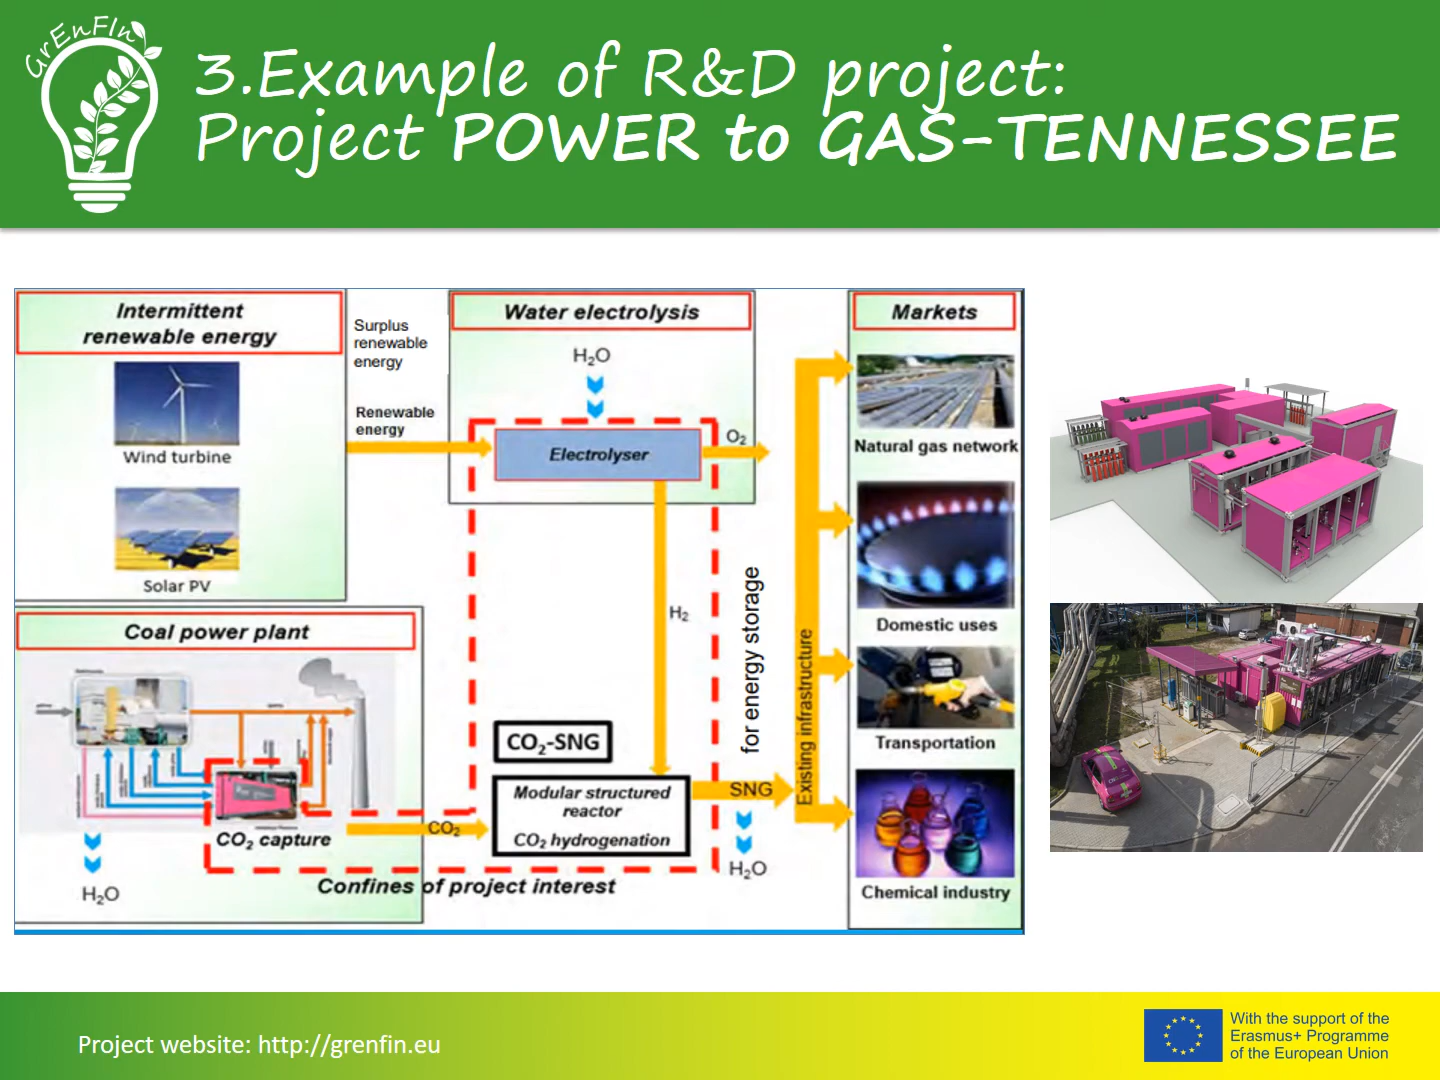 GrEnFIn
3.Example of R&D project:
Project POWER to GAS-TENNESSEE
Intermittent
renewable energy
Wind turbine
Solar PV
Surplus
renewable
energy
Renewable
energy
Water electrolysis
H₂O
Electrolyser
O₂
H₂
Coal power plant
CO₂ capture
H₂O
CO₂
CO₂-SNG
Modular structured
reactor
CO₂ hydrogenation
Confines of project interest
SNG
H₂O
for energy storage
Existing infrastructure
Markets
Natural gas network
Domestic uses
Transportation
Chemical industry
Project website: http://grenfin.eu
With the support of the
Erasmus+ Programme
of the European Union